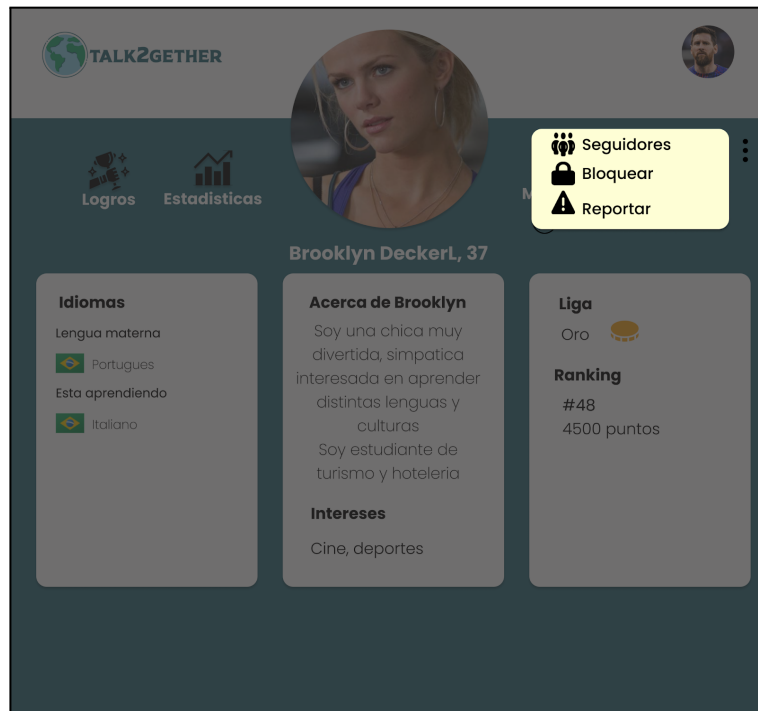 TALK2GETHER
Seguidores
Bloquear
Reportar
Logros
Estadisticas
M
Brooklyn DeckerL, 37
Idiomas
Lengua materna
Portugues
Esta aprendiendo
Italiano
Acerca de Brooklyn
Soy una chica muy
divertida, simpatica
interesada en aprender
distintas lenguas y
culturas
Soy estudiante de
turismo y hoteleria
Intereses
Cine, deportes
Liga
Oro
Ranking
#48
4500 puntos